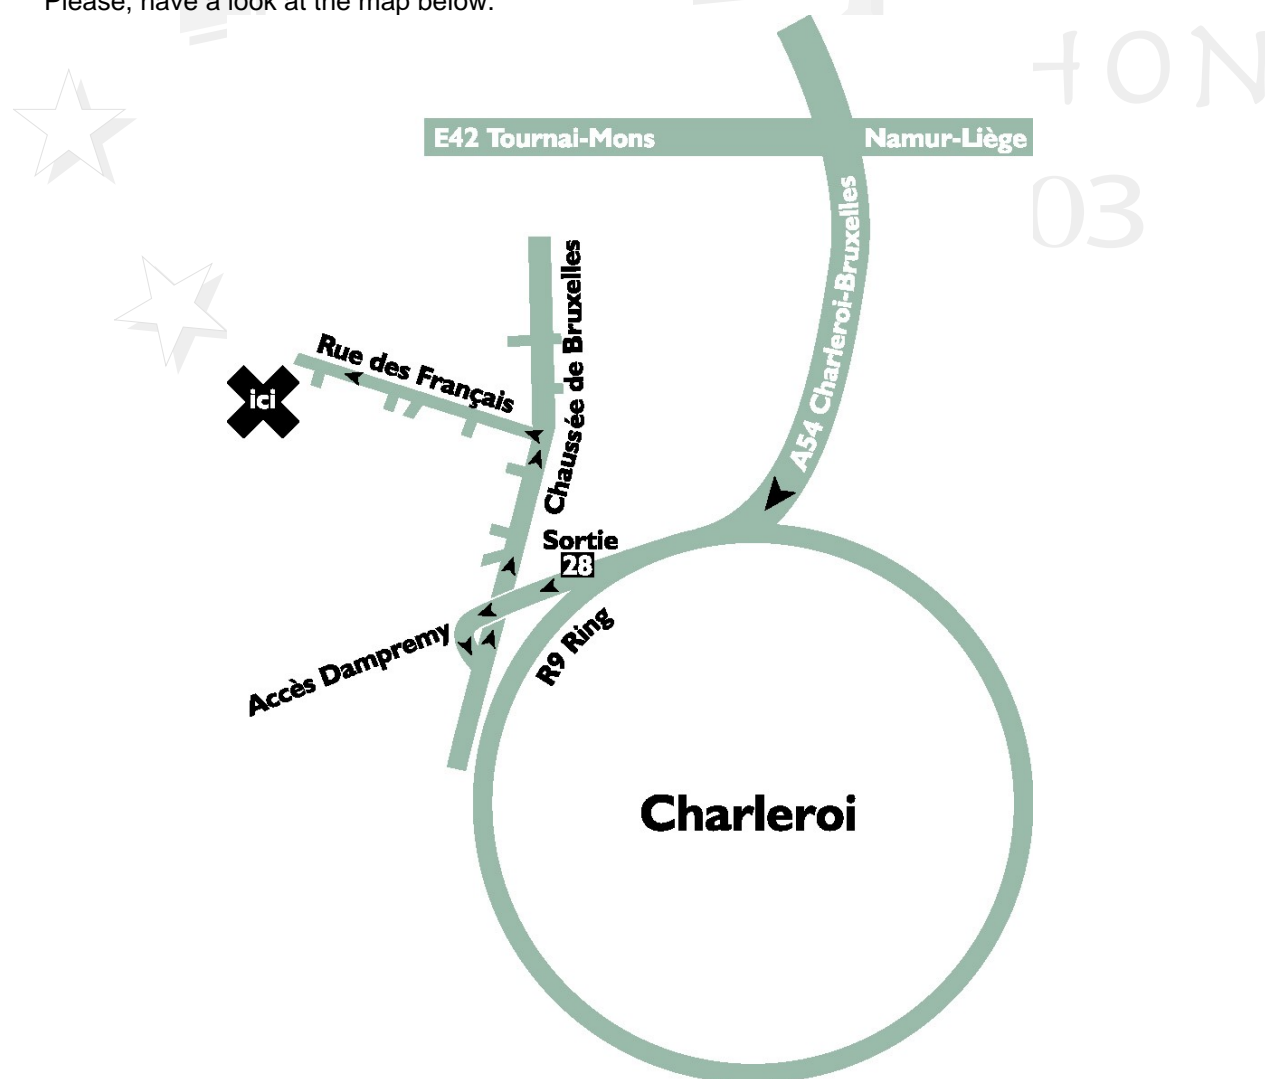 Please, have a look at the map below.
HON
03
E42 Tournai-Mons
Namur-Liège
A54 Charleroi-Bruxelles
Chaussée de Bruxelles
Rue des Français
ici
Sortie
28
R9 Ring
Accès Dampremy
Charleroi